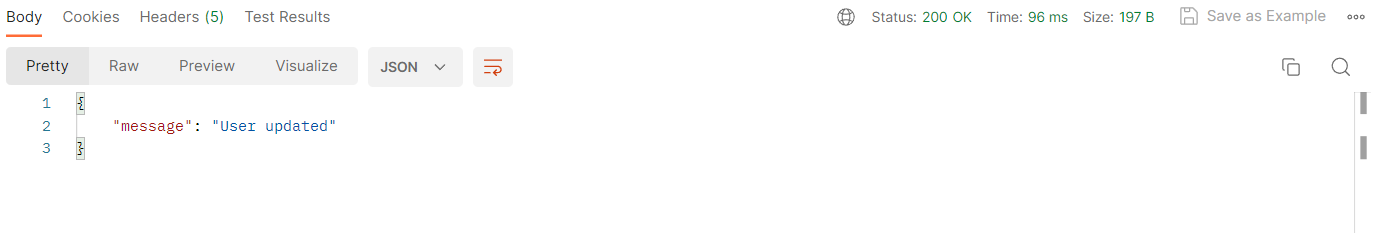 Body Cookies Headers (5) Test Results Status: 200 OK Time: 96 ms Size: 197 B Save as Example
Pretty Raw Preview Visualize JSON
1 {
2 "message": "User updated"
3 }